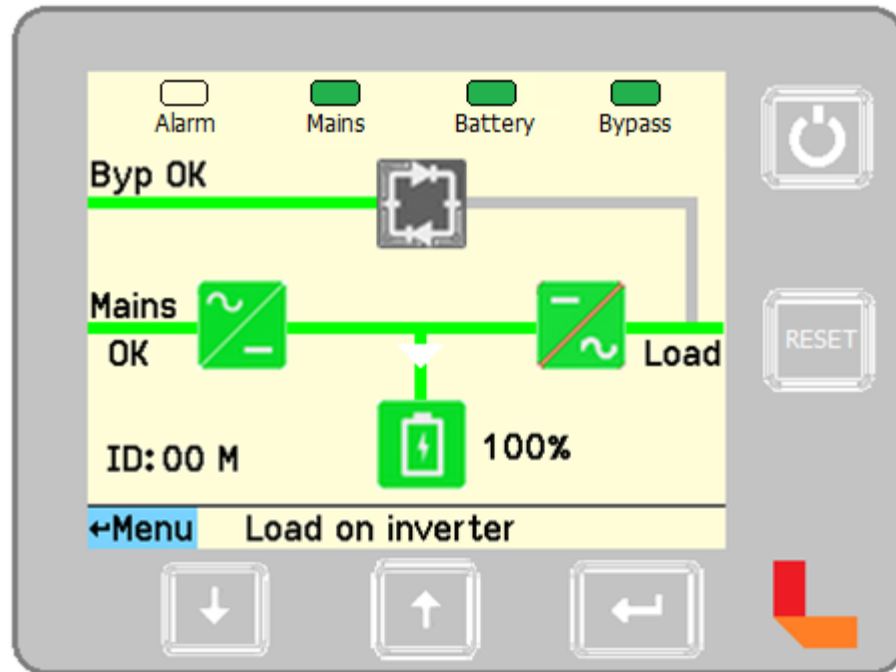 Alarm Mains Battery Bypass
Byp OK
Mains
OK
Load
RESET
ID:00 M
100%
↵Menu Load on inverter